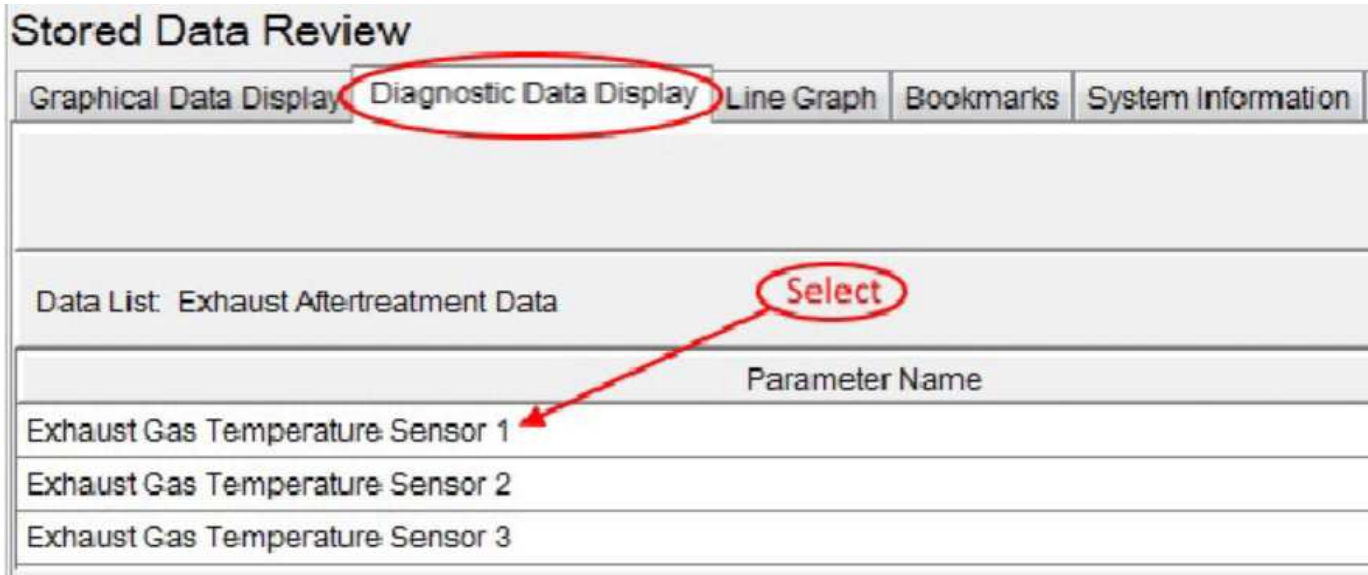 Stored Data Review
Graphical Data Display Diagnostic Data Display Line Graph Bookmarks System Information
Data List: Exhaust Aftertreatment Data
Select
Parameter Name
Exhaust Gas Temperature Sensor 1
Exhaust Gas Temperature Sensor 2
Exhaust Gas Temperature Sensor 3